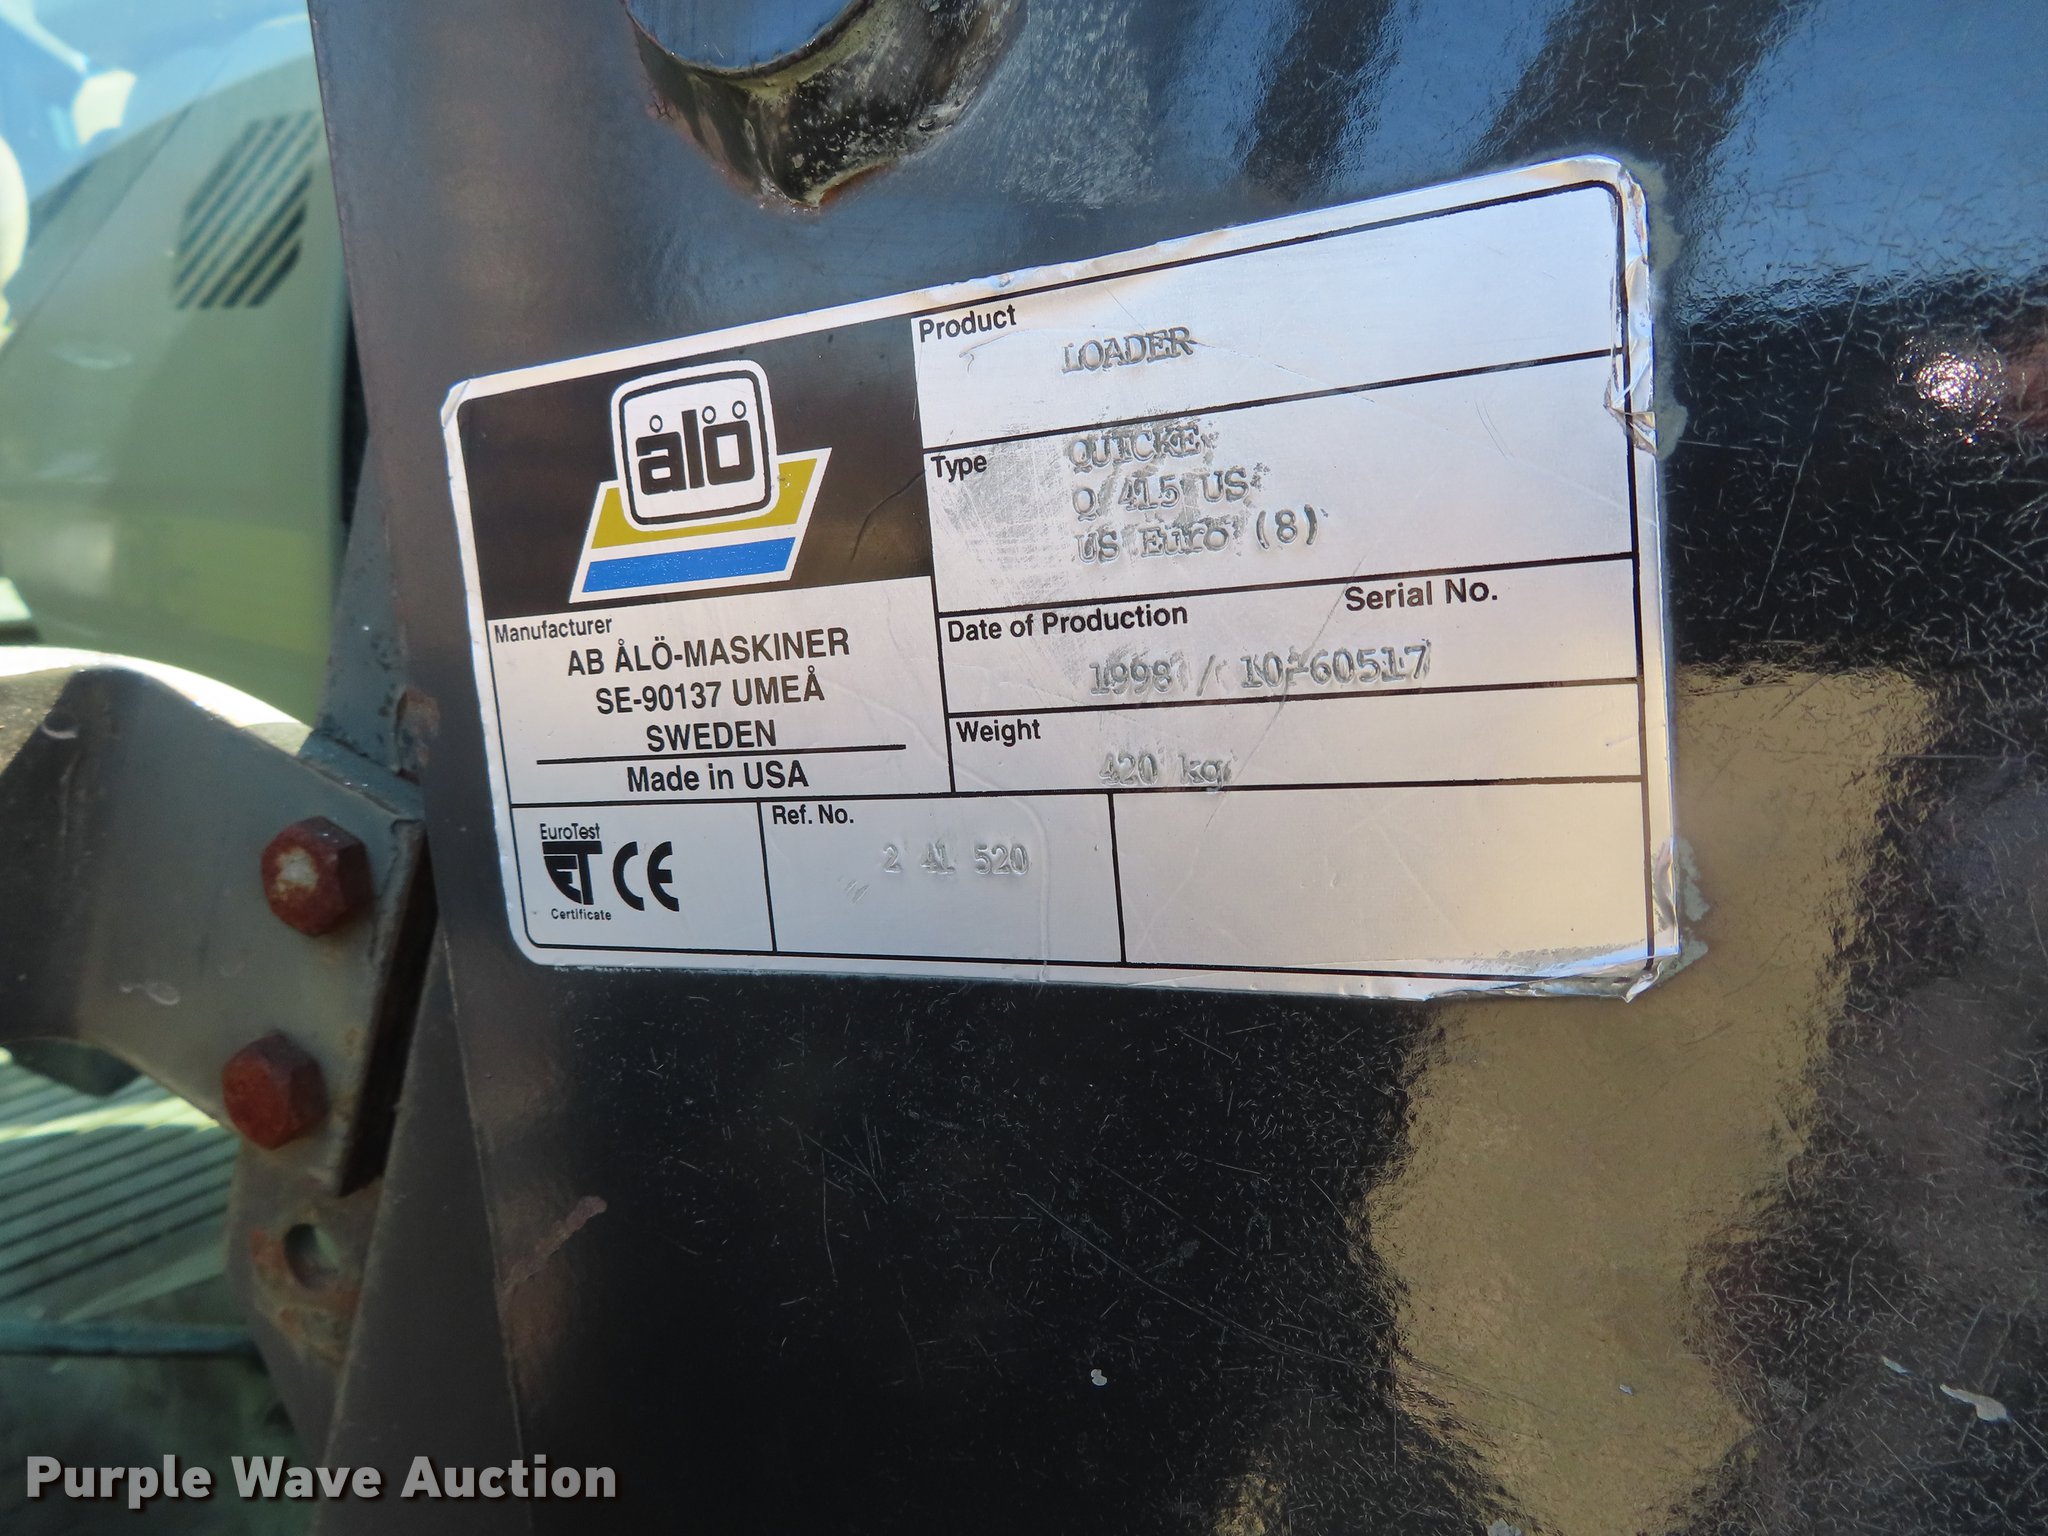 ålö
Product
LOADER
Type
QUICKE
Q 415 US
US Euro (8)
Manufacturer
AB ÅLÖ-MASKINER
SE-90137 UMEÅ
SWEDEN
Made in USA
Date of Production Serial No.
1998 / 10-60517
Weight
420 kg
EuroTest
ET CE
Certificate
Ref. No.
2 41 520
Purple Wave Auction